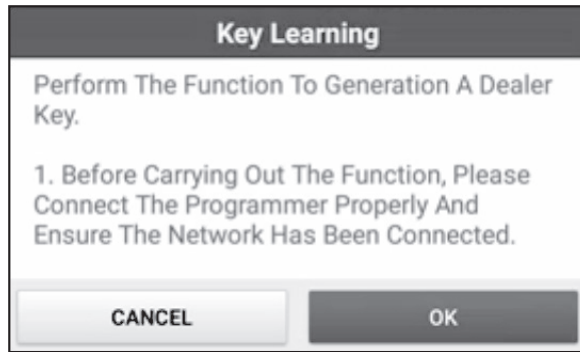 Key Learning
Perform The Function To Generation A Dealer
Key.
1. Before Carrying Out The Function, Please
Connect The Programmer Properly And
Ensure The Network Has Been Connected.
CANCEL
OK